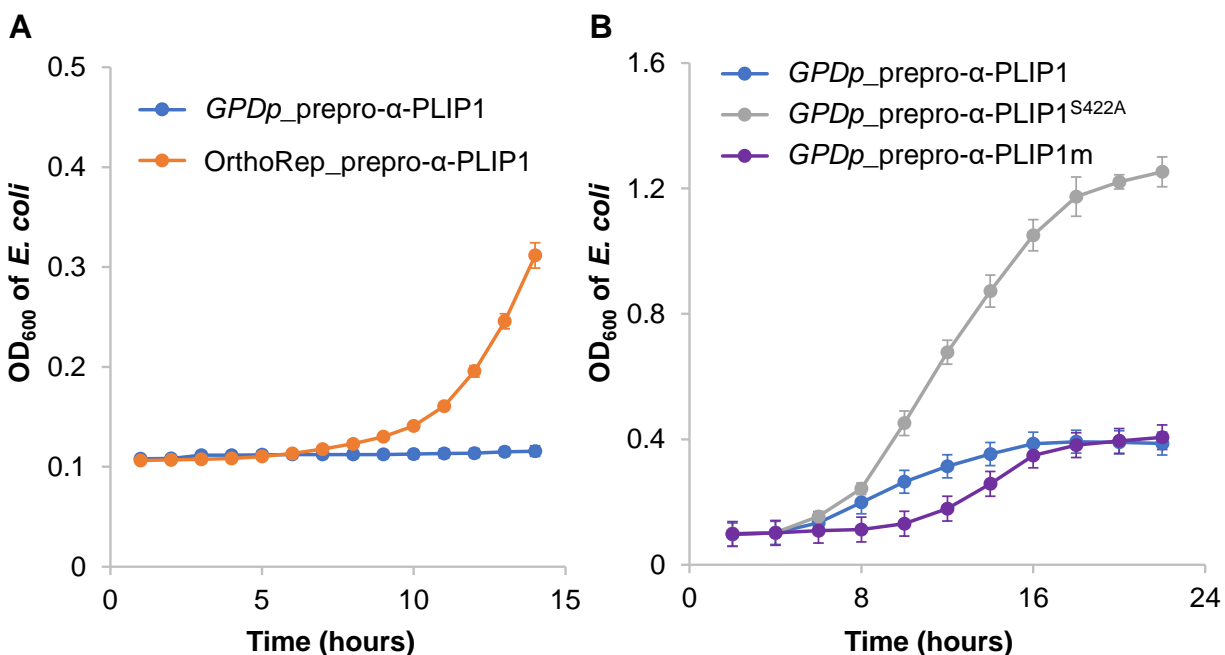 A
OD₆₀₀ of E. coli
0.5
0.4
0.3
0.2
0.1
0
GPDp_prepro-α-PLIP1
OrthoRep_prepro-α-PLIP1
0
5
10
15
Time (hours)
B
OD₆₀₀ of E. coli
1.6
1.2
0.8
0.4
0
GPDp_prepro-α-PLIP1
GPDp_prepro-α-PLIP1ˢ⁴²²ᴬ
GPDp_prepro-α-PLIP1m
0
8
16
24
Time (hours)